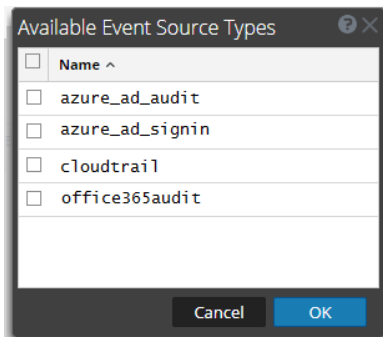 Available Event Source Types
Name
azure_ad_audit
azure_ad_signin
cloudtrail
office365audit
Cancel OK